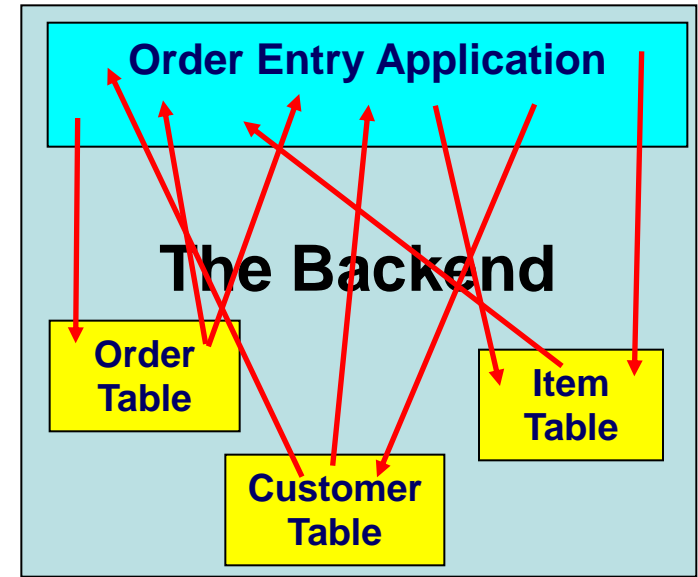 Order Entry Application
The Backend
Order
Table
Item
Table
Customer
Table